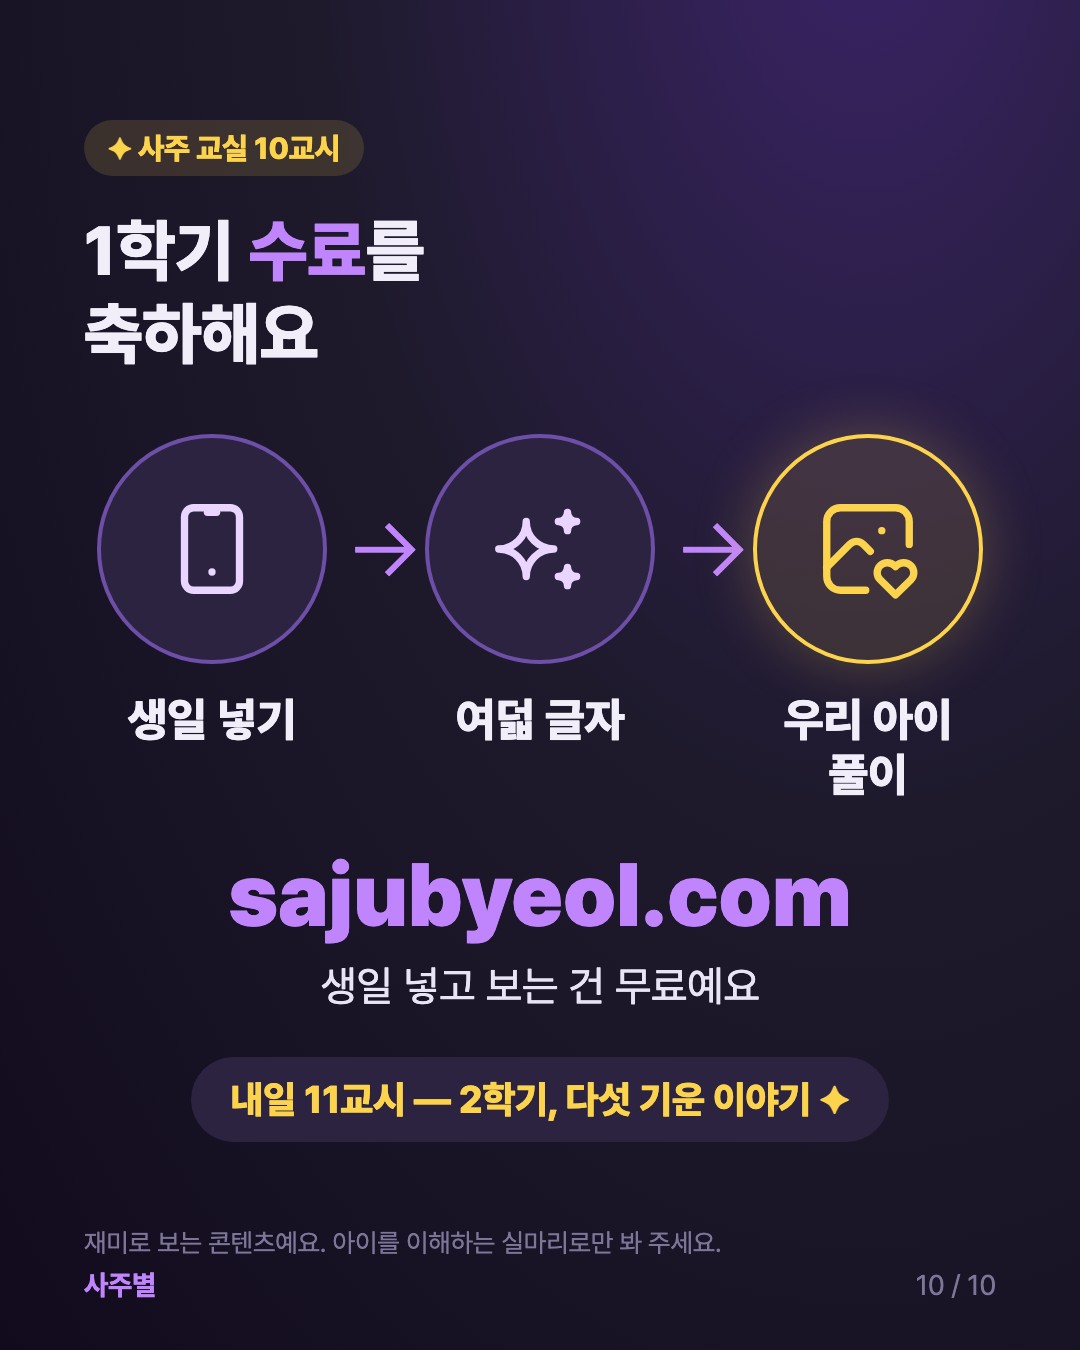 ✦ 사주 교실 10교시
1학기 수료를
축하해요
생일 넣기
여덟 글자
우리 아이
풀이
sajubyeol.com
생일 넣고 보는 건 무료예요
내일 11교시 — 2학기, 다섯 기운 이야기 ✦
재미로 보는 콘텐츠예요. 아이를 이해하는 실마리로만 봐 주세요.
사주별
10 / 10